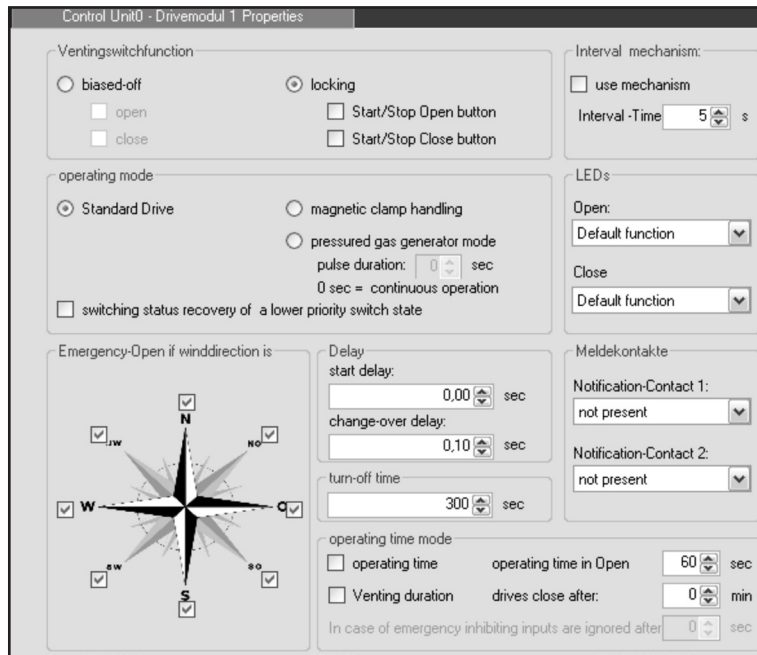 Control Unit0 - Drivemodul 1 Properties
Ventingswitchfunction
biased-off
open
close
locking
Start/Stop Open button
Start/Stop Close button
Interval mechanism:
use mechanism
Interval -Time 5 s
operating mode
Standard Drive
magnetic clamp handling
pressured gas generator mode
pulse duration: 0 sec
0 sec = continuous operation
switching status recovery of a lower priority switch state
LEDs
Open:
Default function
Close
Default function
Emergency-Open if winddirection is
N
NO
O
SO
S
SW
W
Delay
start delay:
0,00 sec
change-over delay:
0,10 sec
turn-off time
300 sec
Meldekontakte
Notification-Contact 1:
not present
Notification-Contact 2:
not present
operating time mode
operating time operating time in Open 60 sec
Venting duration drives close after: 0 min
In case of emergency inhibiting inputs are ignored after 0 sec